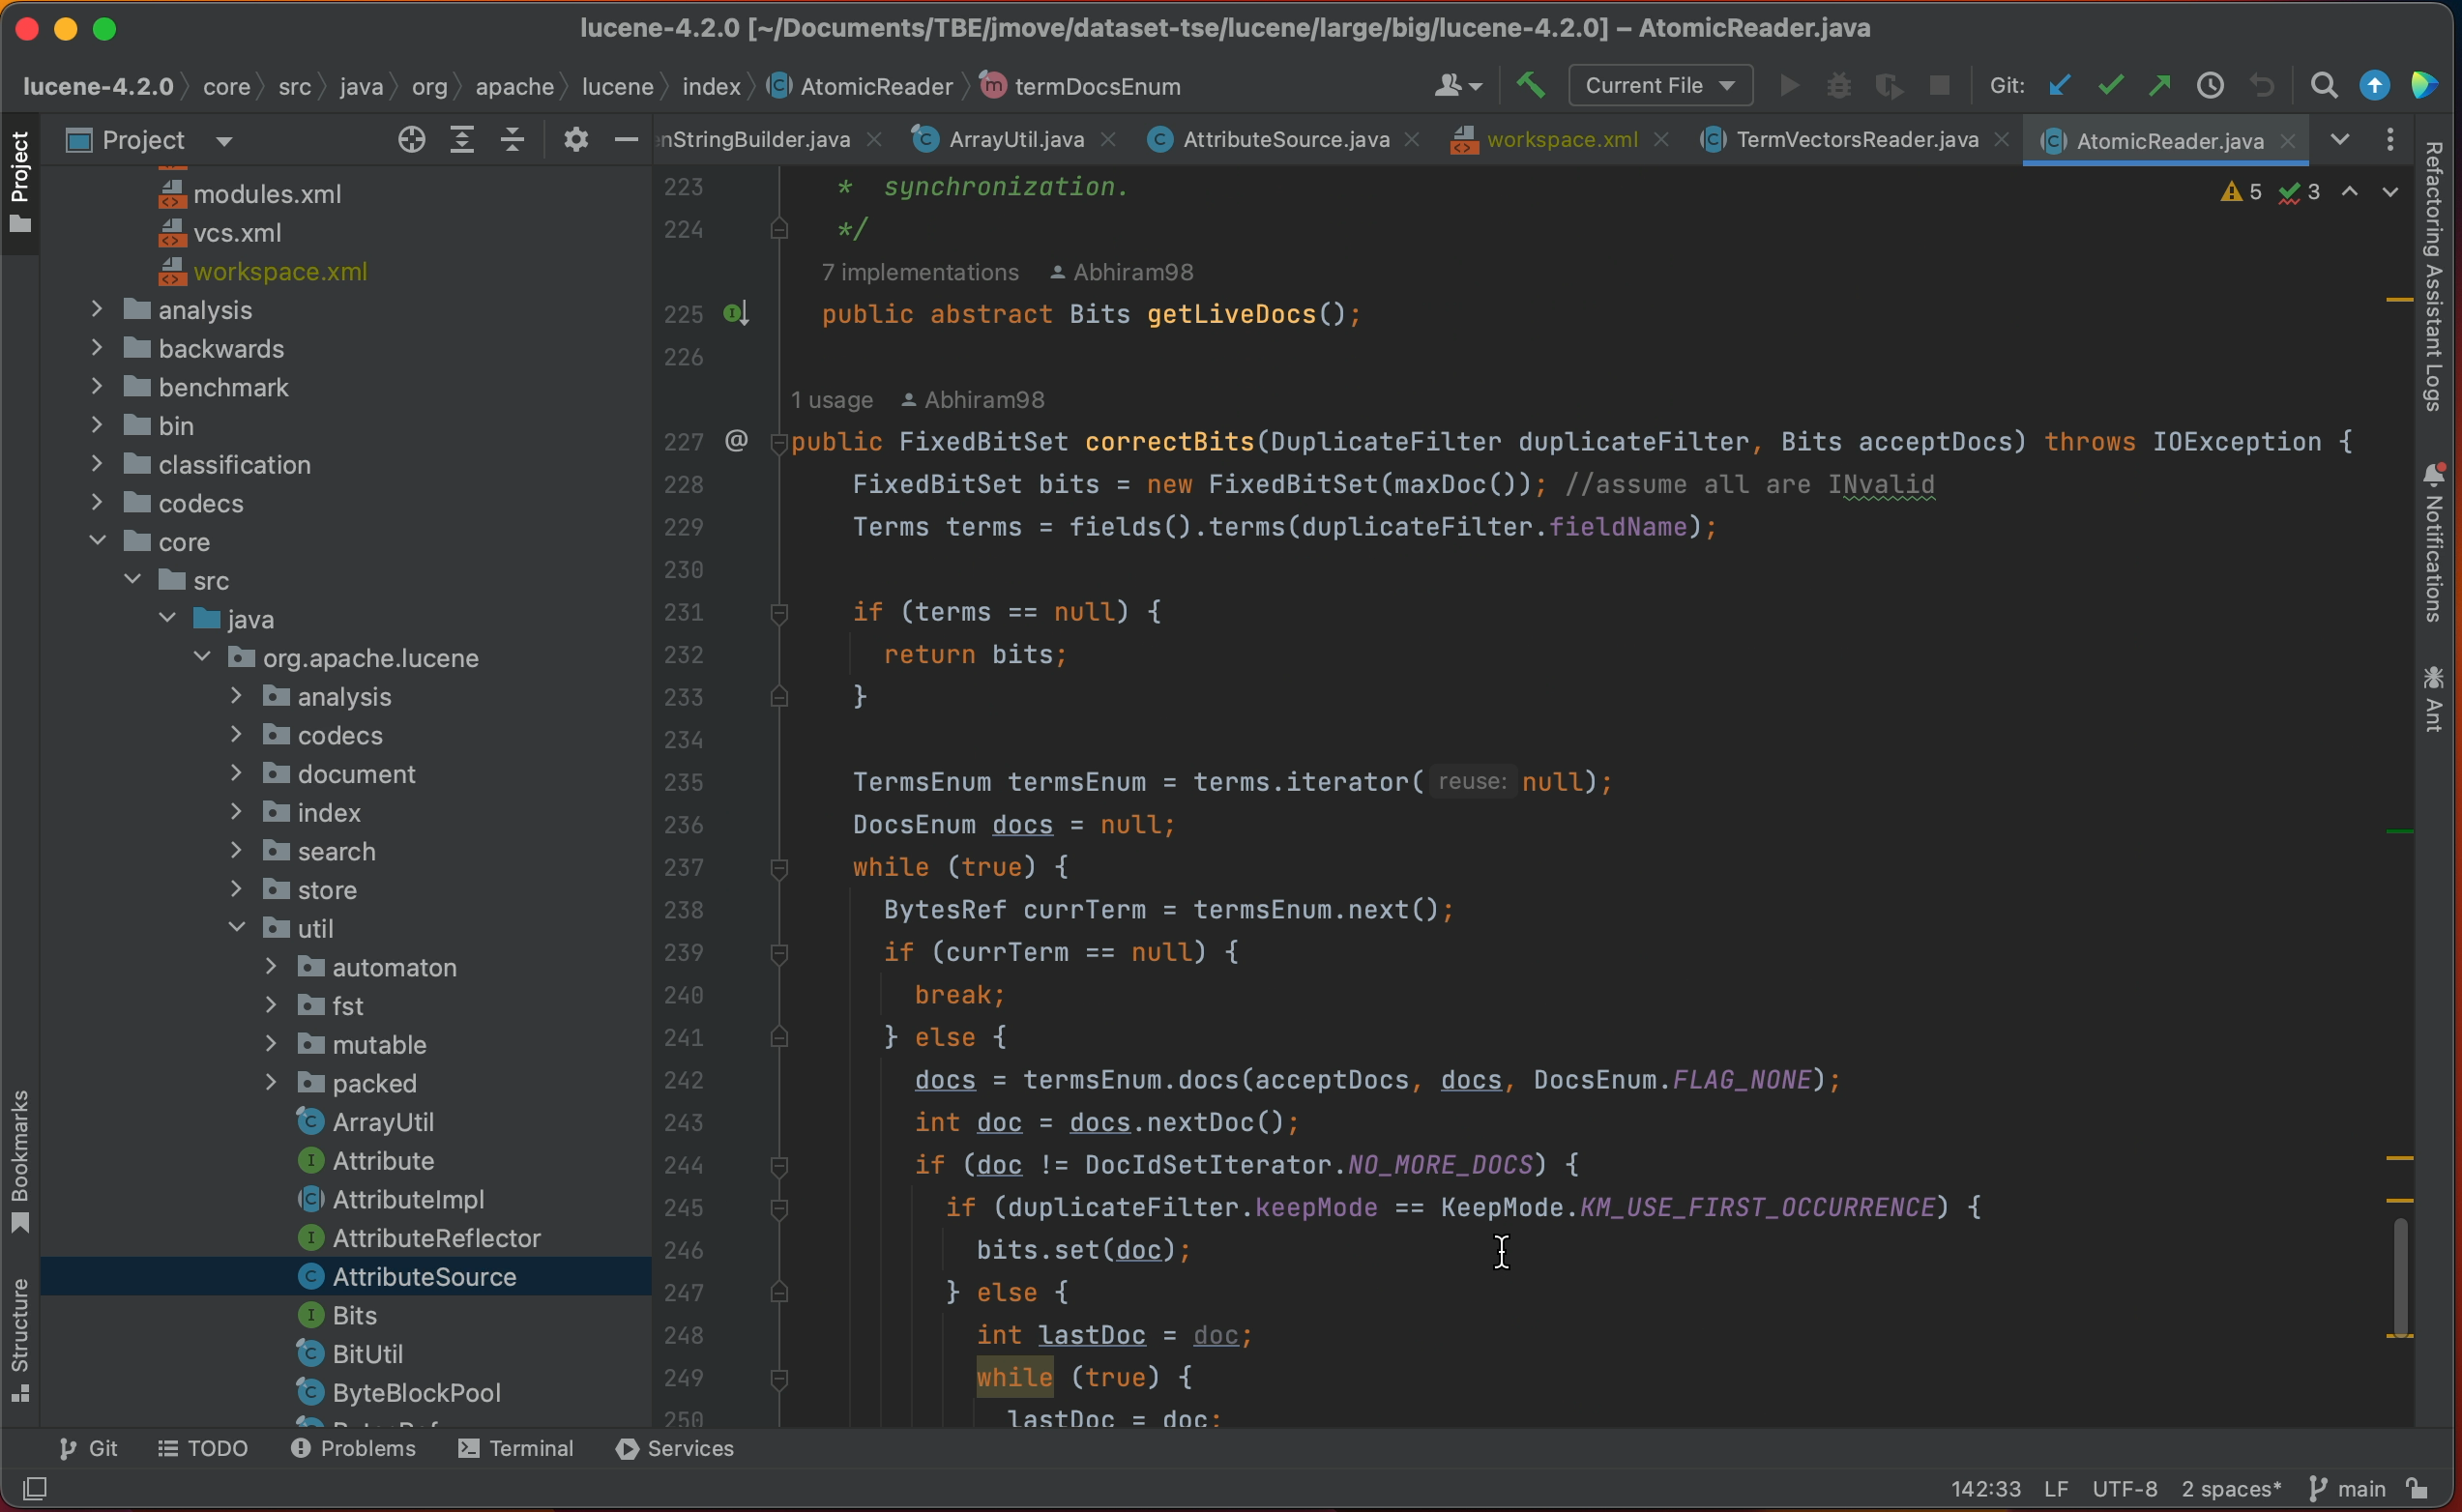 lucene-4.2.0 [~/Documents/TBE/jmove/dataset-tse/lucene/large/big/lucene-4.2.0] – AtomicReader.java
lucene-4.2.0 core src java org apache lucene index AtomicReader termDocsEnum
Current File
Git:
Project
Project
nStringBuilder.java ArrayUtil.java AttributeSource.java workspace.xml TermVectorsReader.java AtomicReader.java
modules.xml
vcs.xml
workspace.xml
analysis
backwards
benchmark
bin
classification
codecs
core
src
java
org.apache.lucene
analysis
codecs
document
index
search
store
util
automaton
fst
mutable
packed
ArrayUtil
Attribute
AttributeImpl
AttributeReflector
AttributeSource
Bits
BitUtil
ByteBlockPool
Bookmarks
Structure
5 3
223 * synchronization.
224 */
7 implementations Abhiram98
225 public abstract Bits getLiveDocs();
226
1 usage Abhiram98
227 @ public FixedBitSet correctBits(DuplicateFilter duplicateFilter, Bits acceptDocs) throws IOException {
228 FixedBitSet bits = new FixedBitSet(maxDoc()); //assume all are INvalid
229 Terms terms = fields().terms(duplicateFilter.fieldName);
230
231 if (terms == null) {
232 return bits;
233 }
234
235 TermsEnum termsEnum = terms.iterator( reuse: null);
236 DocsEnum docs = null;
237 while (true) {
238 BytesRef currTerm = termsEnum.next();
239 if (currTerm == null) {
240 break;
241 } else {
242 docs = termsEnum.docs(acceptDocs, docs, DocsEnum.FLAG_NONE);
243 int doc = docs.nextDoc();
244 if (doc != DocIdSetIterator.NO_MORE_DOCS) {
245 if (duplicateFilter.keepMode == KeepMode.KM_USE_FIRST_OCCURRENCE) {
246 bits.set(doc);
247 } else {
248 int lastDoc = doc;
249 while (true) {
250 lastDoc = doc;
Refactoring Assistant Logs
Notifications
Ant
Git TODO Problems Terminal Services
142:33 LF UTF-8 2 spaces* main